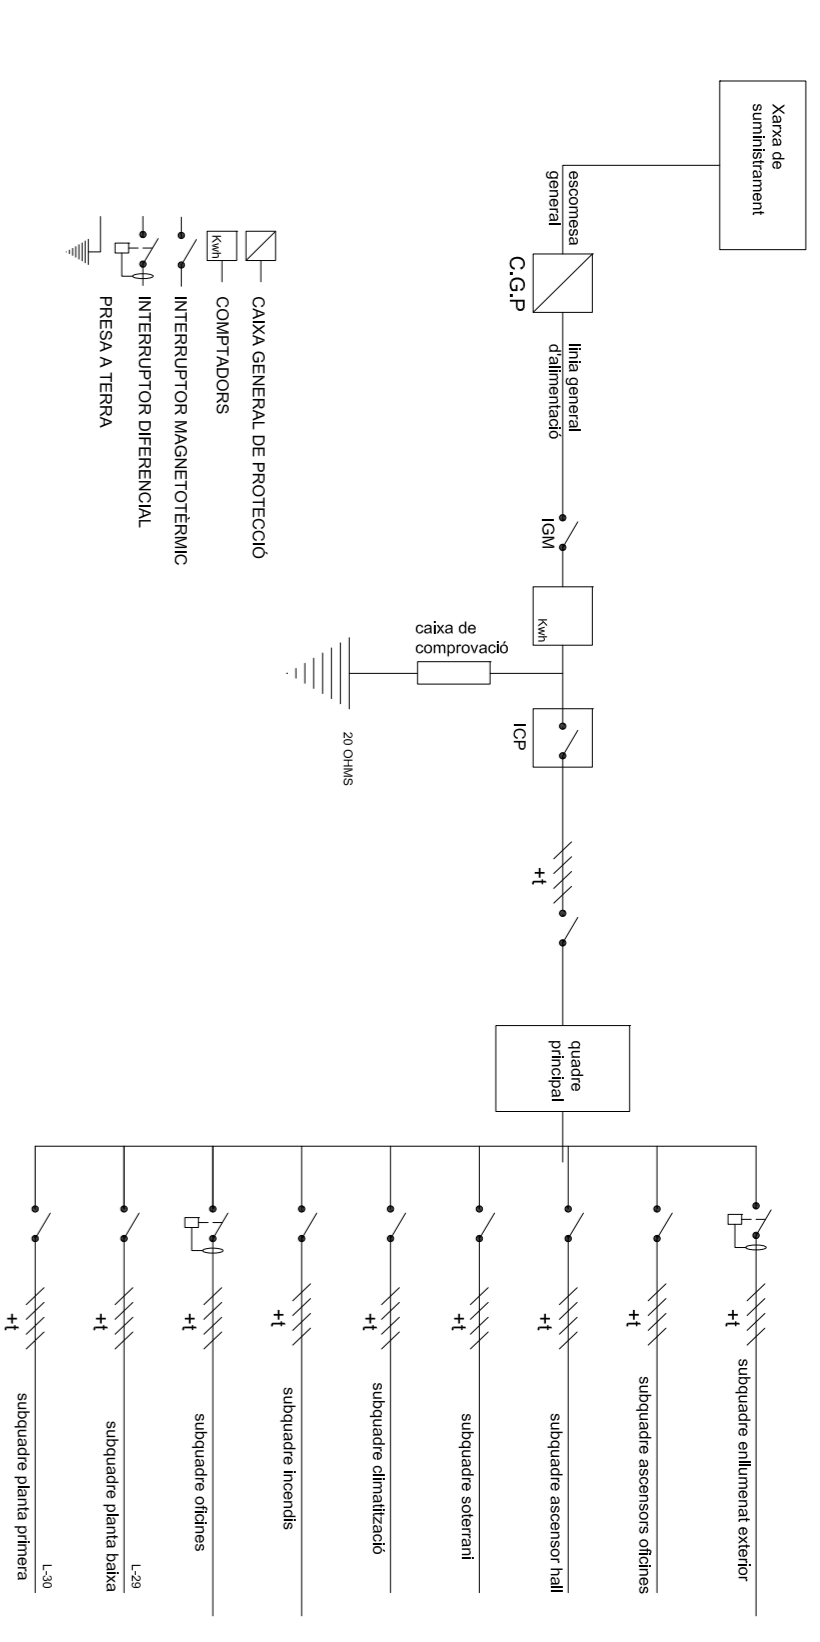 Xarxa de
suministrament
escomesa
general
C.G.P
linia general
d'alimentació
IGM
Kwh
caixa de
comprovació
20 OHMS
ICP
+t
quadre
principal
+t
subquadre enllumenat exterior
+t
subquadre ascensors oficines
+t
subquadre ascensor hall
subquadre soterrani
+t
subquadre climatització
+t
subquadre incendis
+t
subquadre oficines
+t
L-29
subquadre planta baixa
+t
L-30
subquadre planta primera
CAIXA GENERAL DE PROTECCIÓ
Kwh
COMPTADORS
INTERRUPTOR MAGNETOTÈRMIC
INTERRUPTOR DIFERENCIAL
PRESA A TERRA